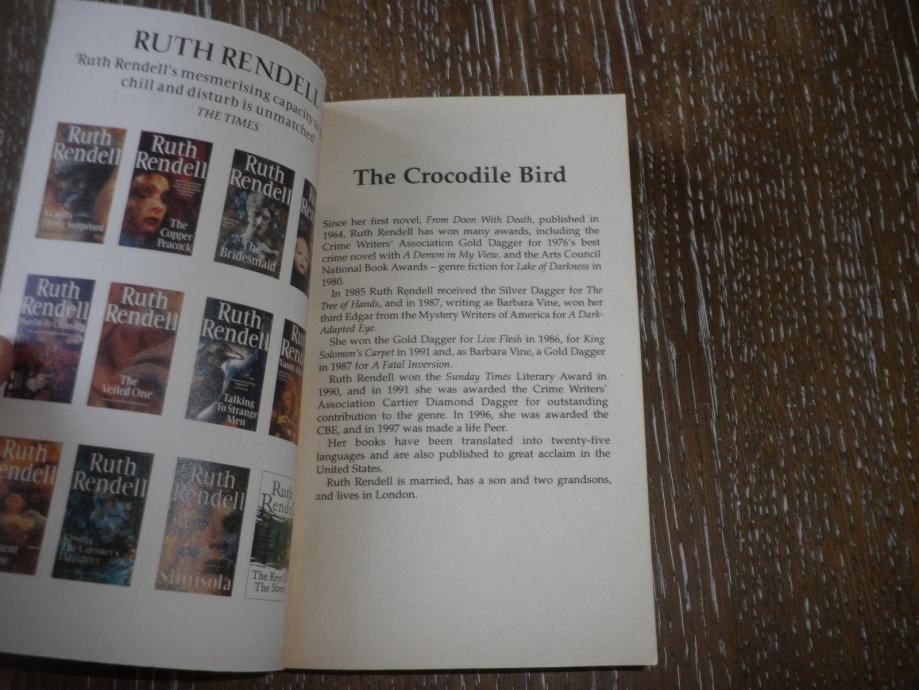 RUTH RENDELL
'Ruth Rendell's mesmerising capacity to
chill and disturb is unmatched'
THE TIMES
Ruth
Rendell
Surprised
Ruth
Rendell
The
Copper
Peacock
Ruth
Rendell
The
Bridesmaid
Ruth
Rendell
Ruth
Rendell
The
Veiled One
Ruth
Rendell
Talking
To Strange
Men
Rendell
Ruth
Rendell
Kissing
The Gunner's
Daughter
Ruth
Rendell
Simisola
Ruth
The Keys To
The Street
The Crocodile Bird
Since her first novel, From Doon With Death, published in
1964, Ruth Rendell has won many awards, including the
Crime Writers' Association Gold Dagger for 1976's best
crime novel with A Demon in My View, and the Arts Council
National Book Awards – genre fiction for Lake of Darkness in
1980.
In 1985 Ruth Rendell received the Silver Dagger for The
Tree of Hands, and in 1987, writing as Barbara Vine, won her
third Edgar from the Mystery Writers of America for A Dark-
Adapted Eye.
She won the Gold Dagger for Live Flesh in 1986, for King
Solomon's Carpet in 1991 and, as Barbara Vine, a Gold Dagger
in 1987 for A Fatal Inversion.
Ruth Rendell won the Sunday Times Literary Award in
1990, and in 1991 she was awarded the Crime Writers'
Association Cartier Diamond Dagger for outstanding
contribution to the genre. In 1996, she was awarded the
CBE, and in 1997 was made a life Peer.
Her books have been translated into twenty-five
languages and are also published to great acclaim in the
United States.
Ruth Rendell is married, has a son and two grandsons,
and lives in London.